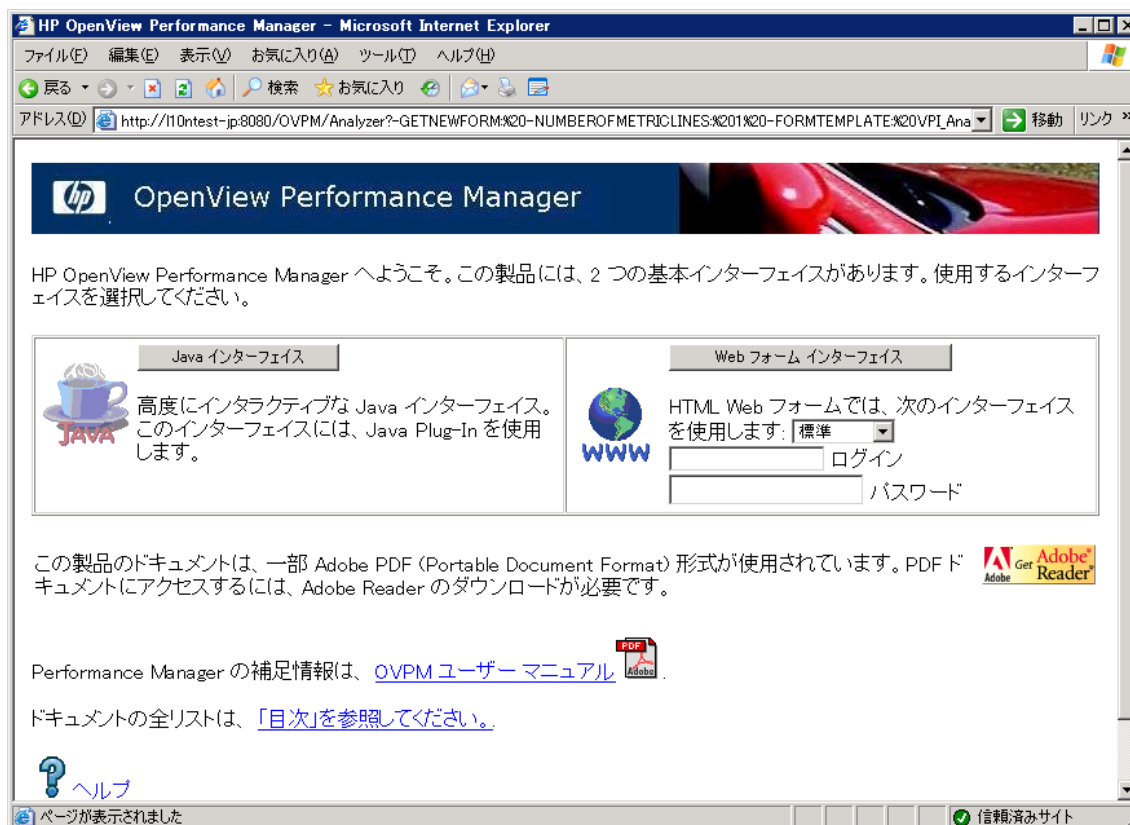 HP OpenView Performance Manager - Microsoft Internet Explorer
ファイル(F) 編集(E) 表示(V) お気に入り(A) ツール(T) ヘルプ(H)
戻る 検索 お気に入り
アドレス(D) http://l10ntest-jp:8080/OVPM/Analyzer?-GETNEWFORM:%20-NUMBEROFMETRICLINES:%201%20-FORMTEMPLATE:%20VPI_Ana 移動 リンク »
hp OpenView Performance Manager
HP OpenView Performance Manager へようこそ。この製品には、2 つの基本インターフェイスがあります。使用するインターフ
ェイスを選択してください。
Java インターフェイス
JAVA
高度にインタラクティブな Java インターフェイス。
このインターフェイスには、Java Plug-In を使用
します。
Web フォーム インターフェイス
WWW
HTML Web フォームでは、次のインターフェイス
を使用します: 標準
ログイン
パスワード
この製品のドキュメントは、一部 Adobe PDF (Portable Document Format) 形式が使用されています。PDF ド
キュメントにアクセスするには、Adobe Reader のダウンロードが必要です。
Adobe Get Adobe® Reader®
Performance Manager の補足情報は、 OVPM ユーザー マニュアル PDF Adobe .
ドキュメントの全リストは、 「目次」を参照してください。.
ヘルプ
ページが表示されました 信頼済みサイト